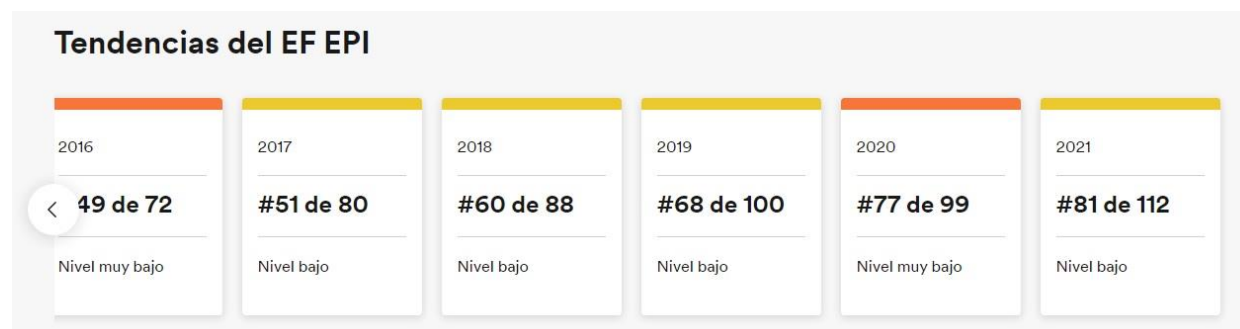 Tendencias del EF EPI
2016
49 de 72
Nivel muy bajo
2017
#51 de 80
Nivel bajo
2018
#60 de 88
Nivel bajo
2019
#68 de 100
Nivel bajo
2020
#77 de 99
Nivel muy bajo
2021
#81 de 112
Nivel bajo